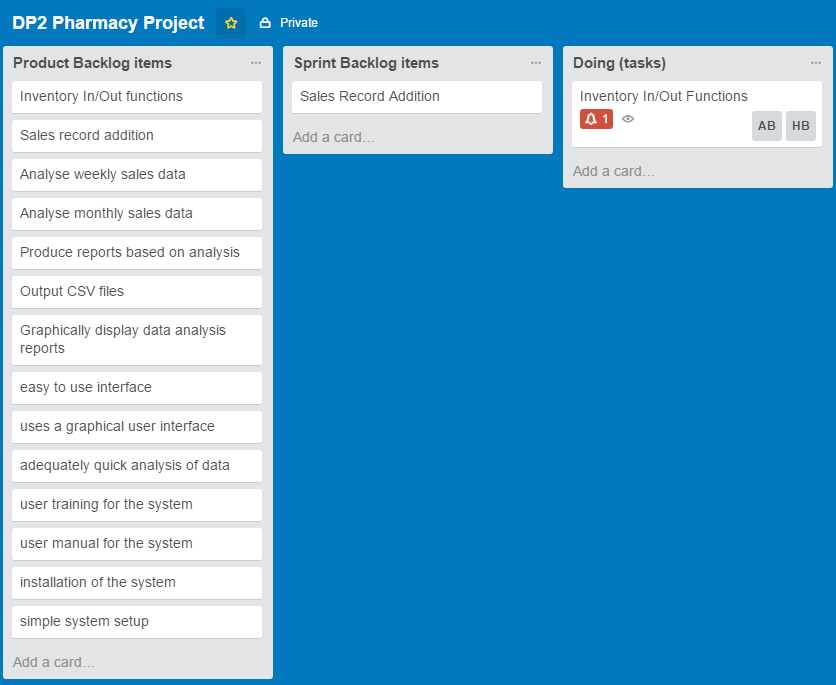 DP2 Pharmacy Project
Private
Product Backlog items
Inventory In/Out functions
Sales record addition
Analyse weekly sales data
Analyse monthly sales data
Produce reports based on analysis
Output CSV files
Graphically display data analysis
reports
easy to use interface
uses a graphical user interface
adequately quick analysis of data
user training for the system
user manual for the system
installation of the system
simple system setup
Add a card…
Sprint Backlog items
Sales Record Addition
Add a card…
Doing (tasks)
Inventory In/Out Functions
1
AB HB
Add a card…